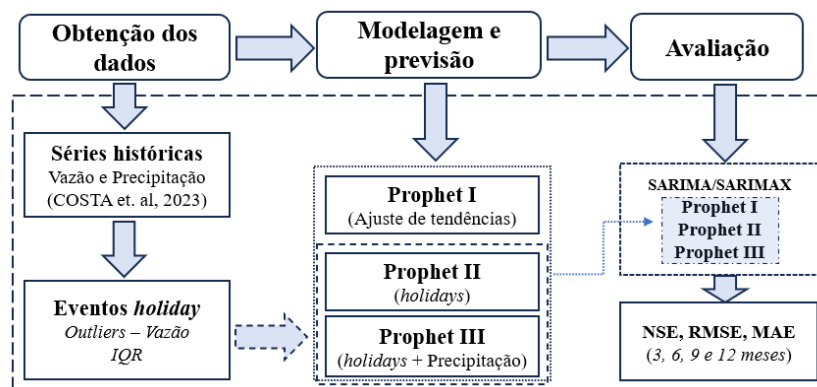 Obtenção dos
dados
Modelagem e
previsão
Avaliação
Séries históricas
Vazão e Precipitação
(COSTA et. al, 2023)
Eventos holiday
Outliers – Vazão
IQR
Prophet I
(Ajuste de tendências)
Prophet II
(holidays)
Prophet III
(holidays + Precipitação)
SARIMA/SARIMAX
Prophet I
Prophet II
Prophet III
NSE, RMSE, MAE
(3, 6, 9 e 12 meses)